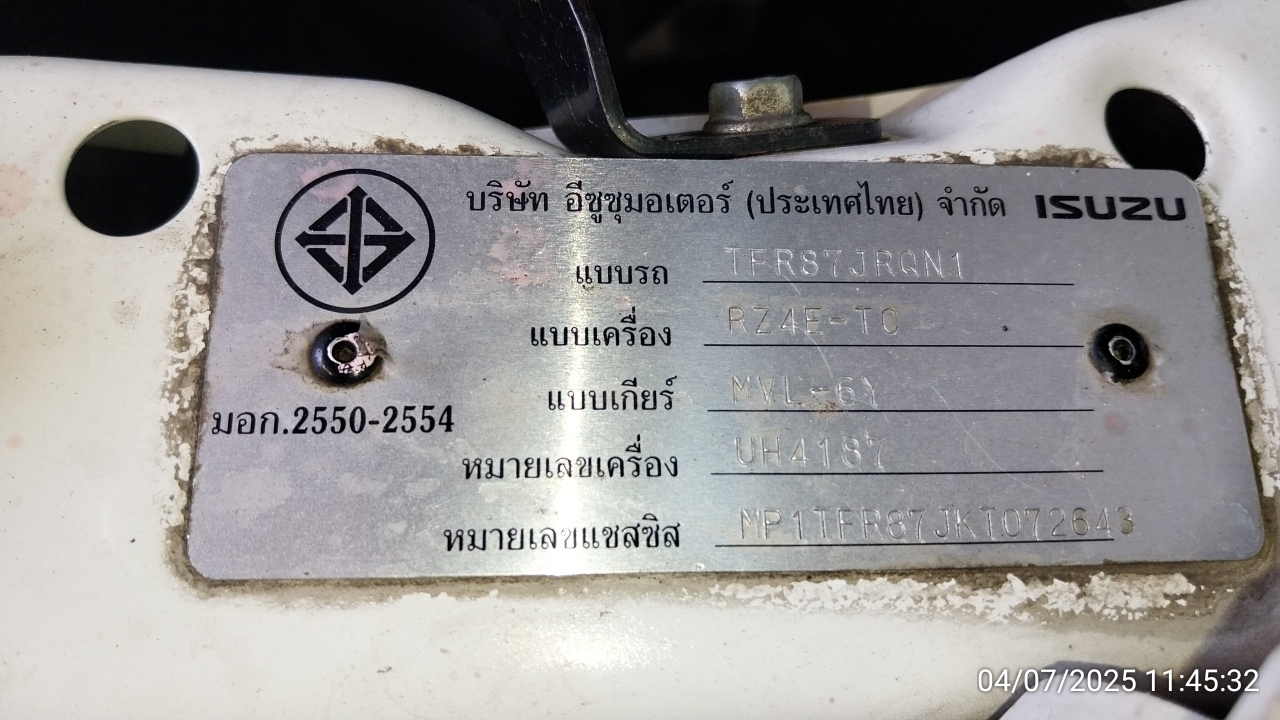 บริษัท อีซูซุมอเตอร์ (ประเทศไทย) จำกัด ISUZU
แบบรถ TFR87JRQN1
แบบเครื่อง RZ4E-TC
แบบเกียร์ MVL-6Y
มอก.2550-2554
หมายเลขเครื่อง UH4187
หมายเลขแชสซิส MP1TFR87JKT072643
04/07/2025 11:45:32